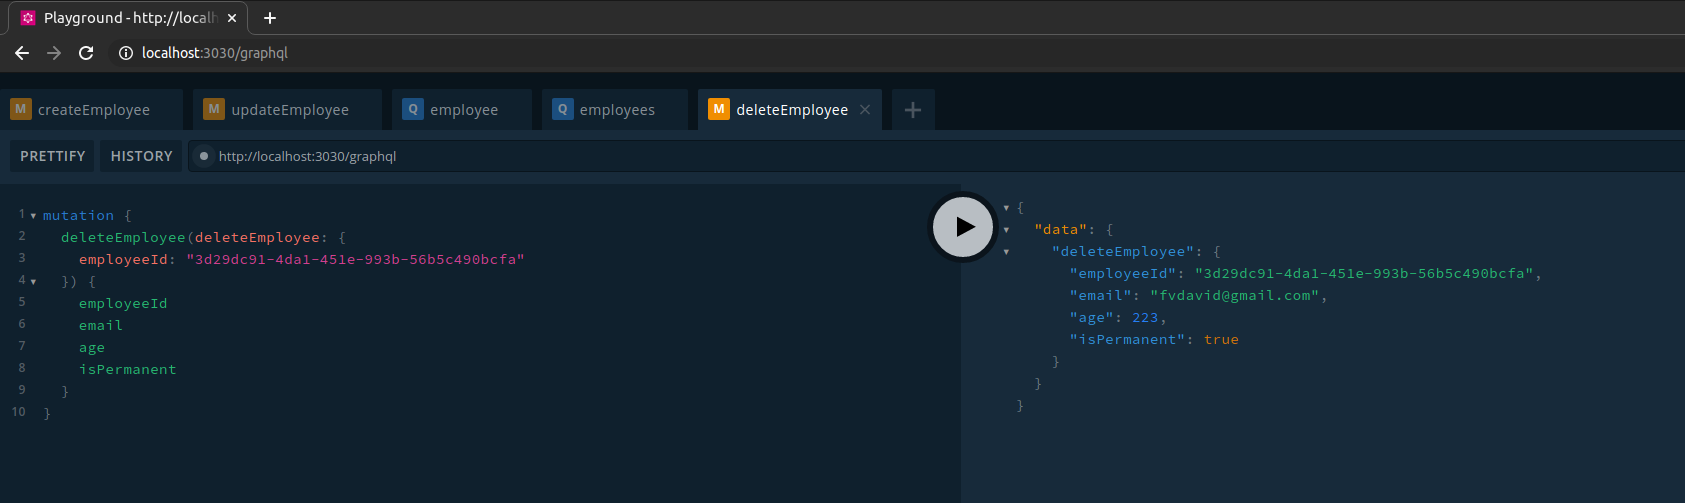 Playground - http://localh
localhost:3030/graphql
M createEmployee M updateEmployee Q employee Q employees M deleteEmployee
PRETTIFY HISTORY http://localhost:3030/graphql
1 mutation {
2 deleteEmployee(deleteEmployee: {
3 employeeId: "3d29dc91-4da1-451e-993b-56b5c490bcfa"
4 }) {
5 employeeId
6 email
7 age
8 isPermanent
9 }
10 }
{
"data": {
"deleteEmployee": {
"employeeId": "3d29dc91-4da1-451e-993b-56b5c490bcfa",
"email": "fvdavid@gmail.com",
"age": 223,
"isPermanent": true
}
}
}